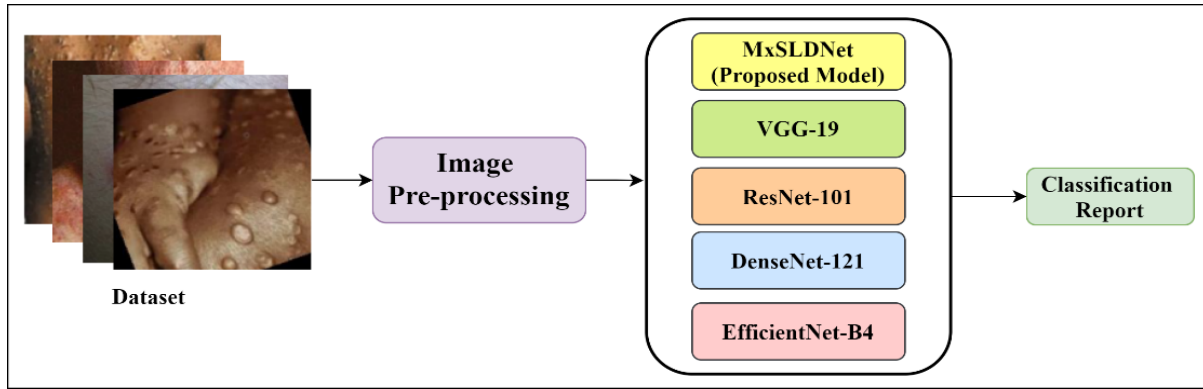 Dataset
Image
Pre-processing
MxSLDNet
(Proposed Model)
VGG-19
ResNet-101
DenseNet-121
EfficientNet-B4
Classification
Report